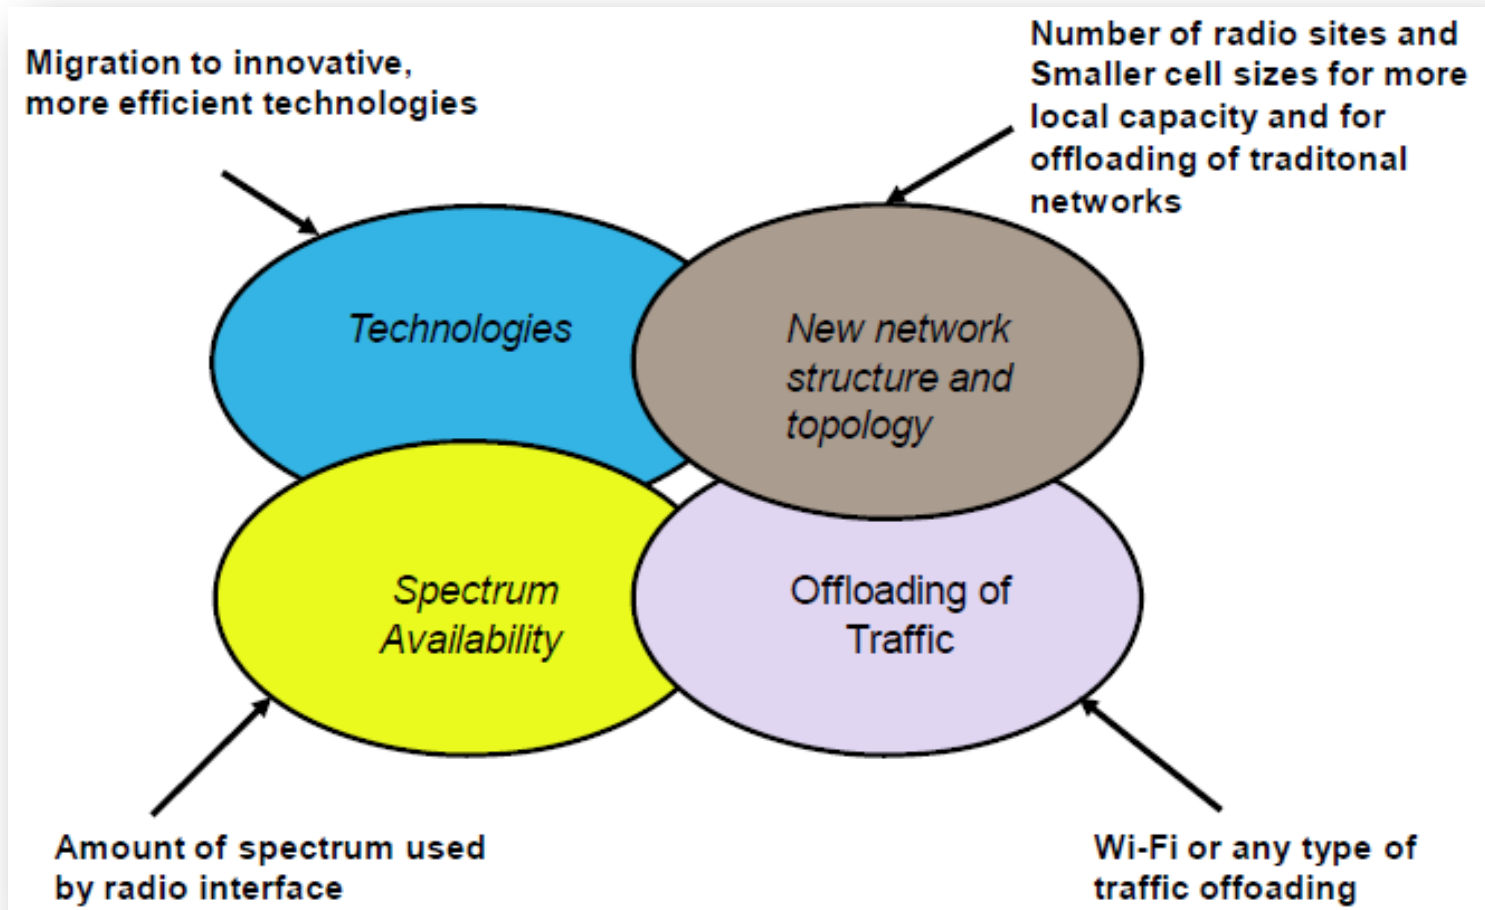 Migration to innovative,
more efficient technologies
Number of radio sites and
Smaller cell sizes for more
local capacity and for
offloading of traditonal
networks
Technologies
New network
structure and
topology
Spectrum
Availability
Offloading of
Traffic
Amount of spectrum used
by radio interface
Wi-Fi or any type of
traffic offoading